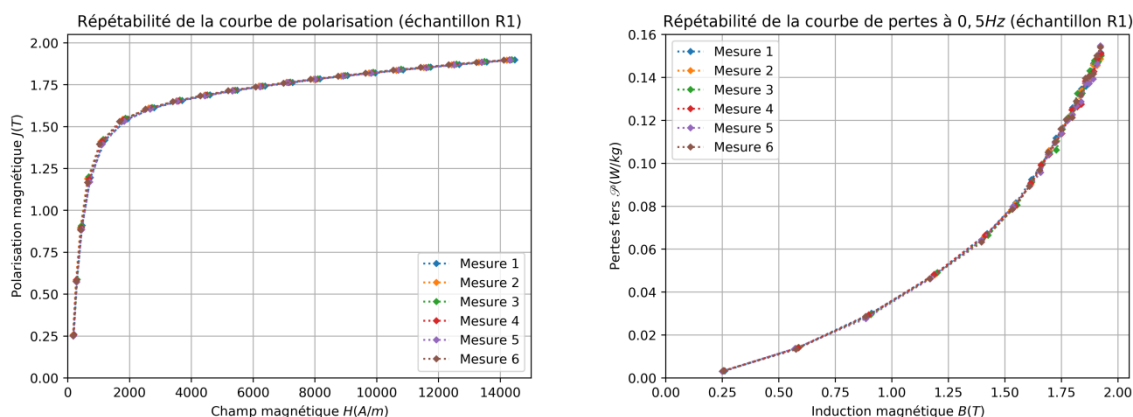 Répétabilité de la courbe de polarisation (échantillon R1)
2.00
1.75
1.50
1.25
1.00
0.75
0.50
0.25
0.00
Polarisation magnétique J(T)
Mesure 1
Mesure 2
Mesure 3
Mesure 4
Mesure 5
Mesure 6
0 2000 4000 6000 8000 10000 12000 14000
Champ magnétique H(A/m)
Répétabilité de la courbe de pertes à 0, 5Hz (échantillon R1)
0.16
0.14
0.12
0.10
0.08
0.06
0.04
0.02
0.00
Pertes fers 𝒫(W/kg)
Mesure 1
Mesure 2
Mesure 3
Mesure 4
Mesure 5
Mesure 6
0.00 0.25 0.50 0.75 1.00 1.25 1.50 1.75 2.00
Induction magnétique B(T)